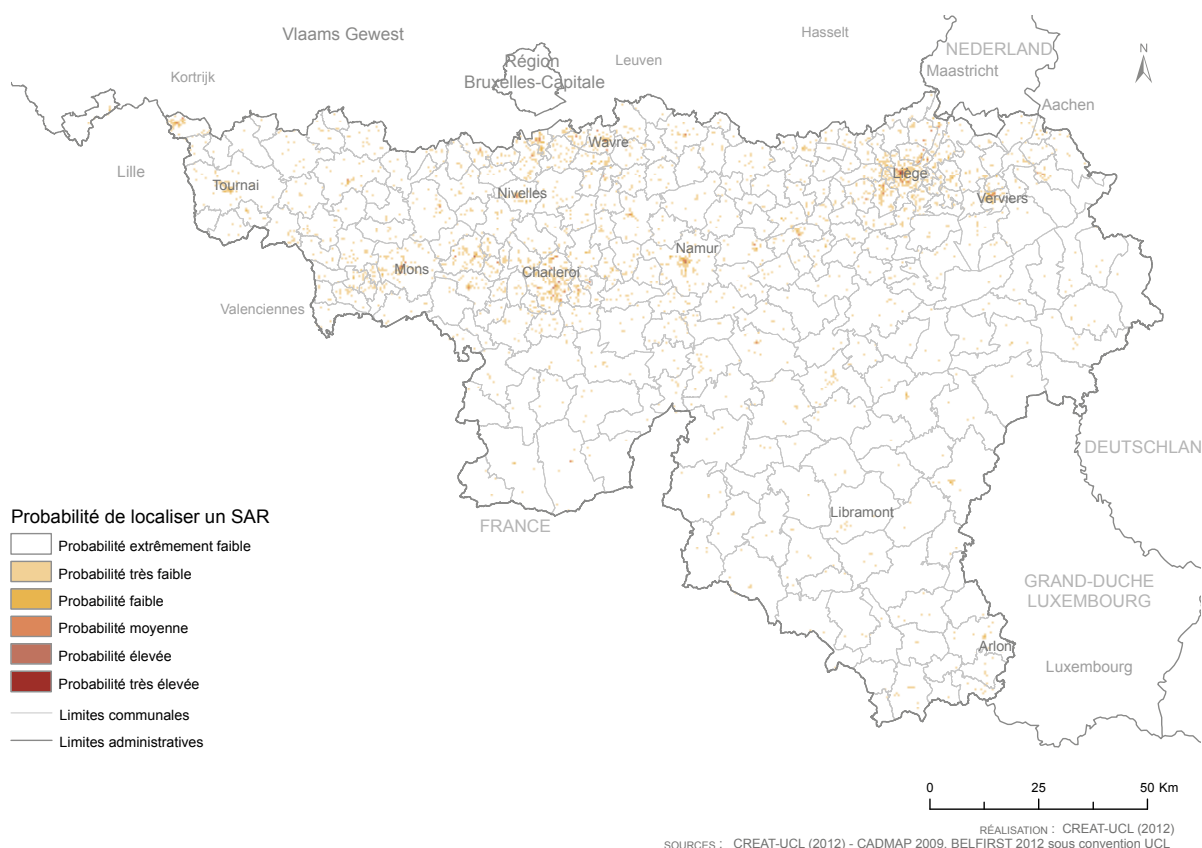 Vlaams Gewest
Hasselt
NEDERLAND
N
Kortrijk
Région
Bruxelles-Capitale
Leuven
Maastricht
Aachen
Lille
Wavre
Liège
Tournai
Nivelles
Verviers
Namur
Mons
Charleroi
Valenciennes
DEUTSCHLAN
Libramont
FRANCE
GRAND-DUCHE
LUXEMBOURG
Arlon
Luxembourg
Probabilité de localiser un SAR
Probabilité extrêmement faible
Probabilité très faible
Probabilité faible
Probabilité moyenne
Probabilité élevée
Probabilité très élevée
Limites communales
Limites administratives
0 25 50 Km
RÉALISATION : CREAT-UCL (2012)
SOURCES : CREAT-UCL (2012) - CADMAP 2009, BELFIRST 2012 sous convention UCL